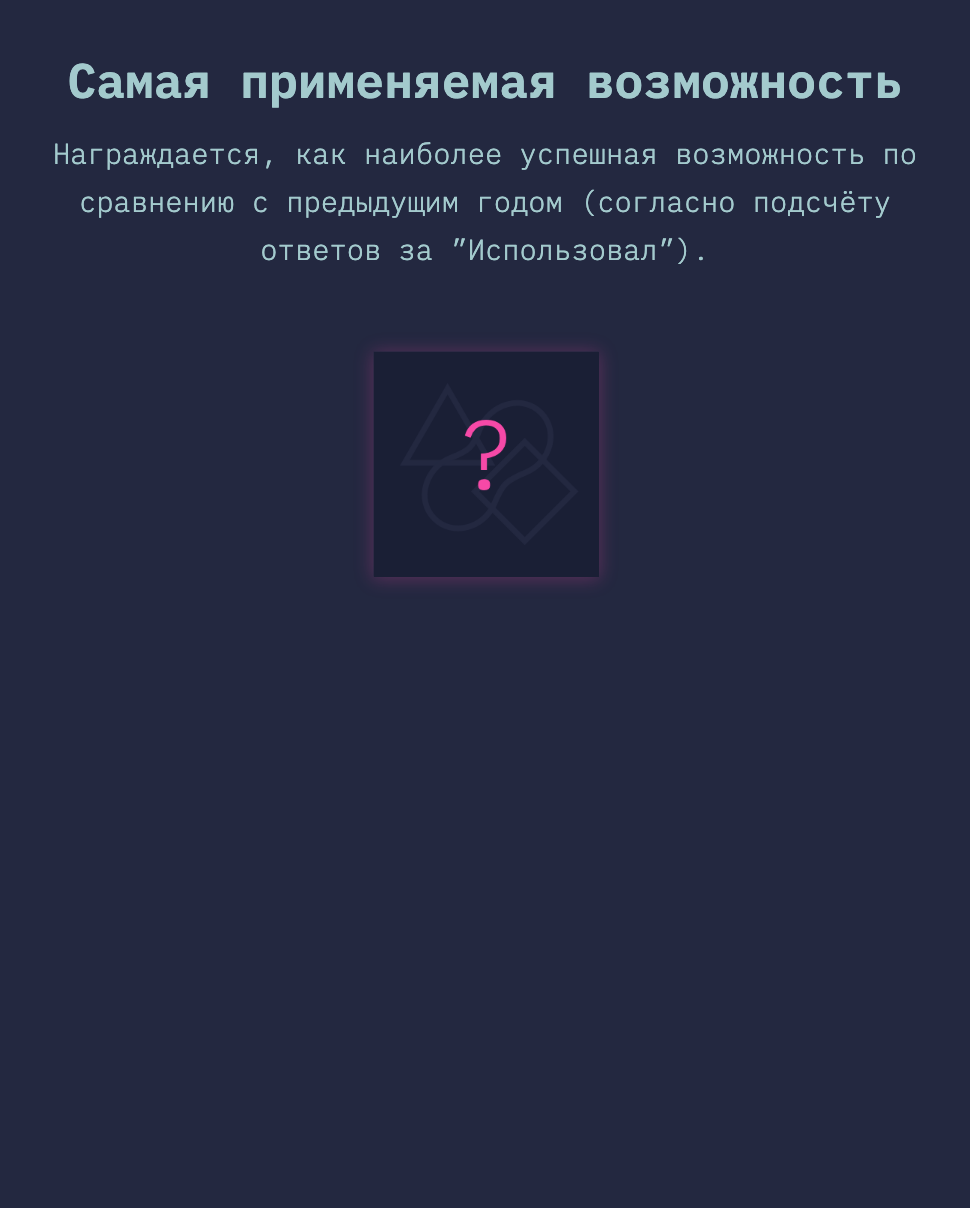 Самая применяемая возможность
Награждается, как наиболее успешная возможность по
сравнению с предыдущим годом (согласно подсчёту
ответов за ”Использовал”).
?